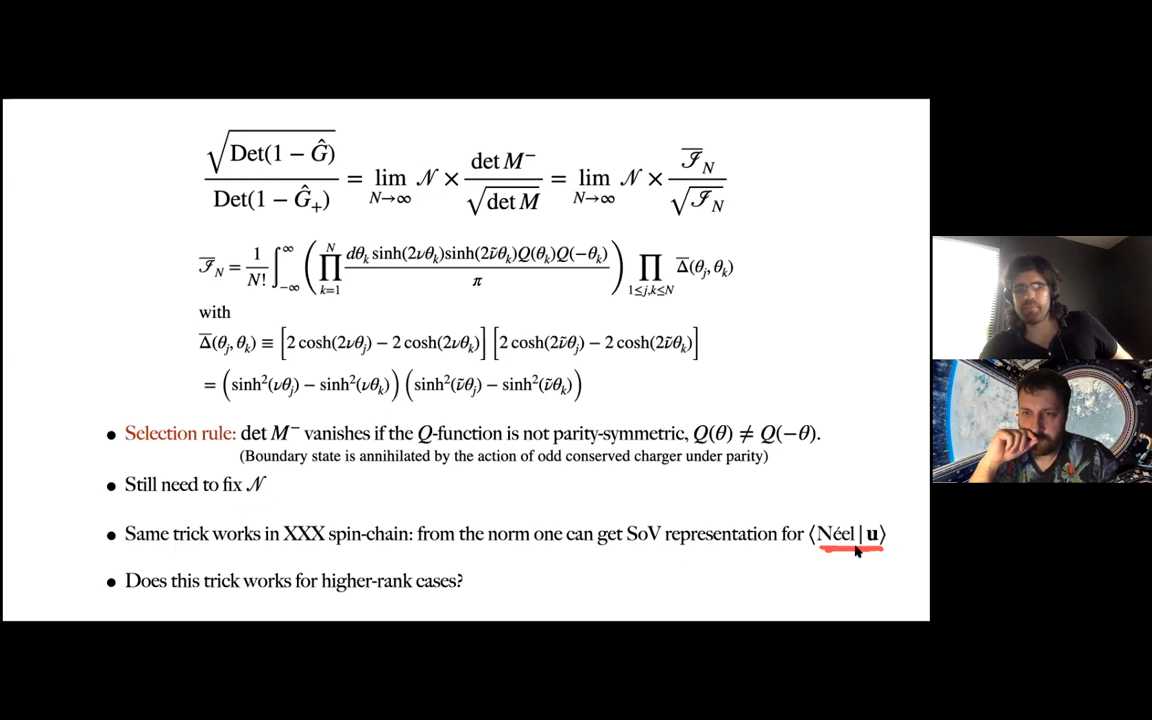 √Det(1 − Ĝ) / Det(1 − Ĝ₊) = lim_{N→∞} 𝒩 × det M⁻ / √det M = lim_{N→∞} 𝒩 × ℐ̅_N / √ℐ_N
ℐ̅_N = 1/N! ∫_{−∞}^{∞} ( ∏_{k=1}^{N} dθ_k sinh(2νθ_k)sinh(2ν̃θ_k)Q(θ_k)Q(−θ_k) / π ) ∏_{1≤j,k≤N} Δ̅(θ_j, θ_k)
with
Δ̅(θ_j, θ_k) ≡ [2 cosh(2νθ_j) − 2 cosh(2νθ_k)] [2 cosh(2ν̃θ_j) − 2 cosh(2ν̃θ_k)]
= (sinh²(νθ_j) − sinh²(νθ_k)) (sinh²(ν̃θ_j) − sinh²(ν̃θ_k))
• Selection rule: det M⁻ vanishes if the Q-function is not parity-symmetric, Q(θ) ≠ Q(−θ).
(Boundary state is annihilated by the action of odd conserved charger under parity)
• Still need to fix 𝒩
• Same trick works in XXX spin-chain: from the norm one can get SoV representation for ⟨Néel | u⟩
• Does this trick works for higher-rank cases?